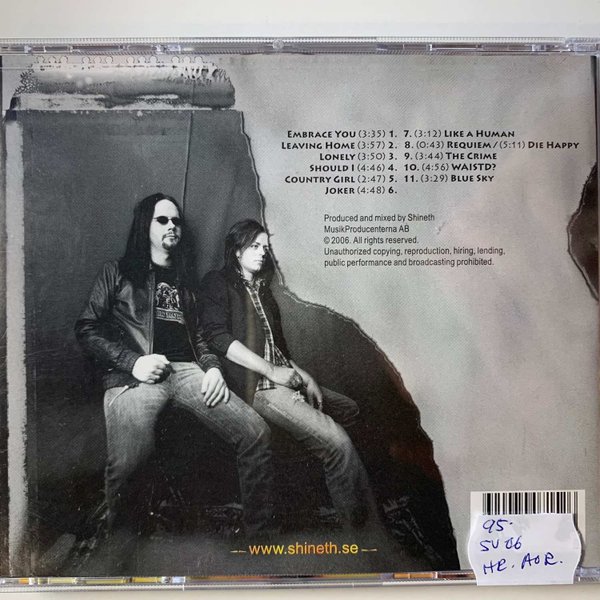 EMBRACE YOU (3:35) 1.
LEAVING HOME (3:57) 2.
LONELY (3:50) 3.
SHOULD I (4:46) 4.
COUNTRY GIRL (2:47) 5.
JOKER (4:48) 6.
7. (3:12) LIKE A HUMAN
8. (0:43) REQUIEM / (5:11) DIE HAPPY
9. (3:44) THE CRIME
10. (4:56) WAISTD?
11. (3:29) BLUE SKY
Produced and mixed by Shineth
MusikProducenterna AB
© 2006. All rights reserved.
Unauthorized copying, reproduction, hiring, lending,
public performance and broadcasting prohibited.
www.shineth.se
95.
SV 06
HR. AOR.